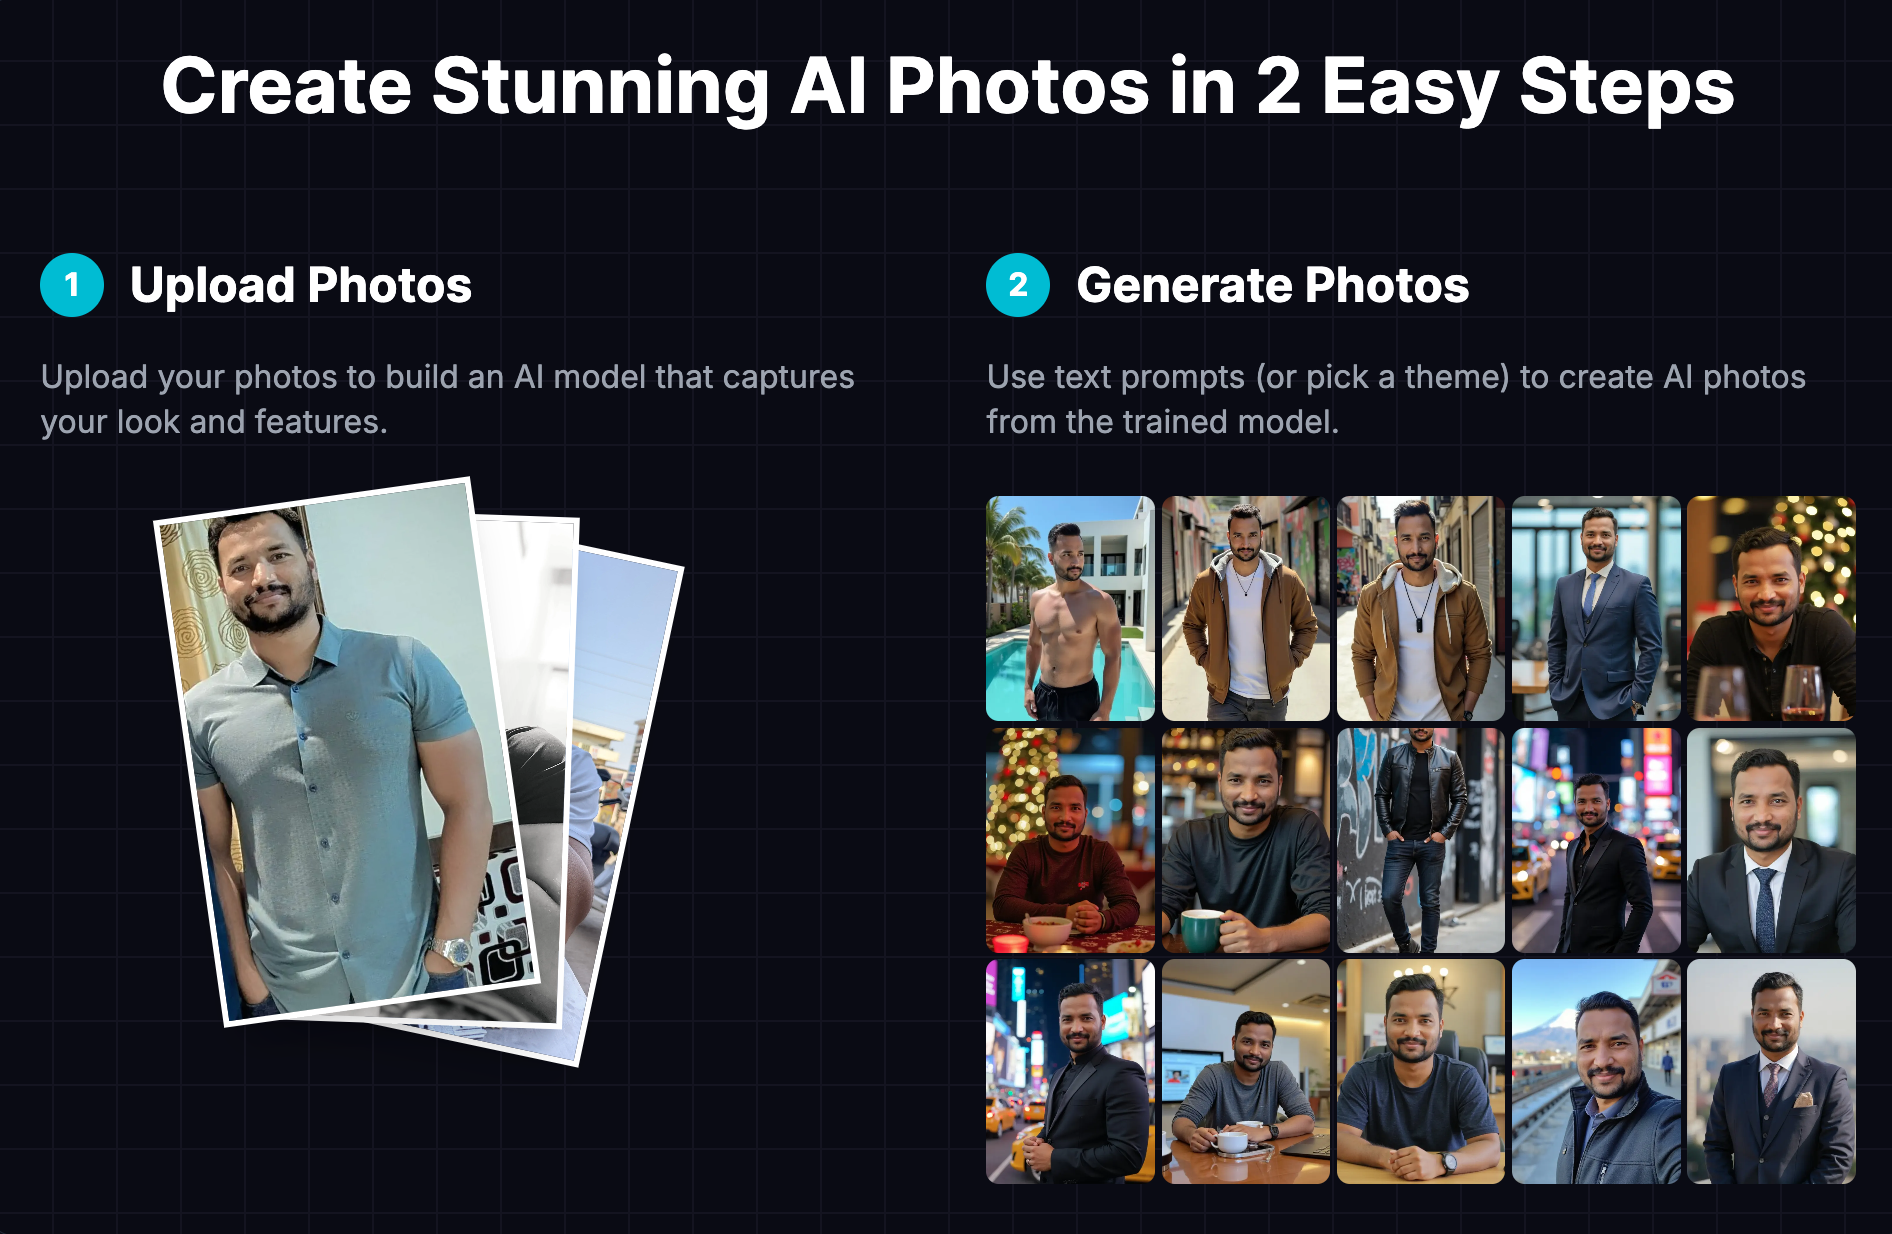 Create Stunning AI Photos in 2 Easy Steps
1 Upload Photos
Upload your photos to build an AI model that captures
your look and features.
2 Generate Photos
Use text prompts (or pick a theme) to create AI photos
from the trained model.